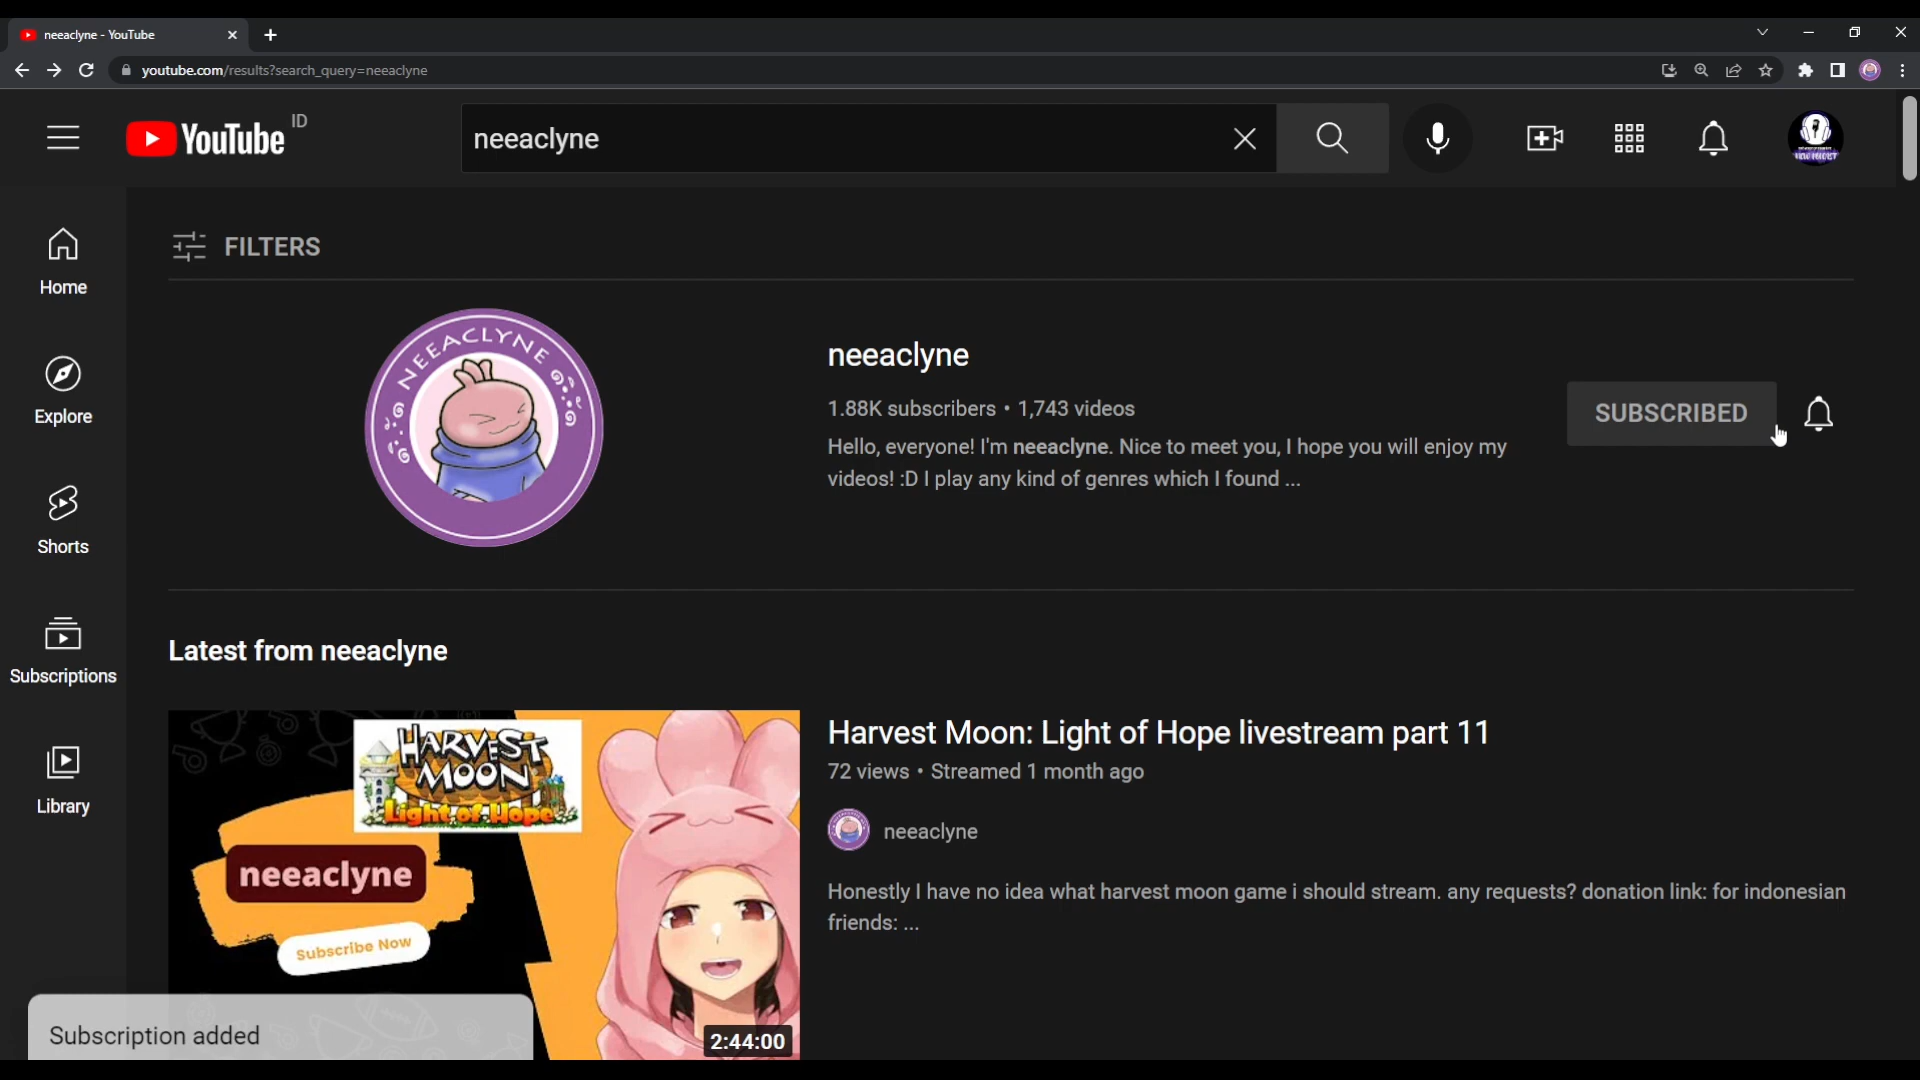 neeaclyne - YouTube
youtube.com/results?search_query=neeaclyne
YouTube ID
neeaclyne
FILTERS
Home
Explore
Shorts
Subscriptions
Library
NEEACLYNE
neeaclyne
1.88K subscribers • 1,743 videos
Hello, everyone! I'm neeaclyne. Nice to meet you, I hope you will enjoy my
videos! :D I play any kind of genres which I found ...
SUBSCRIBED
Latest from neeaclyne
HARVEST
MOON
Light of Hope
neeaclyne
Subscribe Now
2:44:00
Harvest Moon: Light of Hope livestream part 11
72 views • Streamed 1 month ago
neeaclyne
Honestly I have no idea what harvest moon game i should stream. any requests? donation link: for indonesian
friends: ...
Subscription added